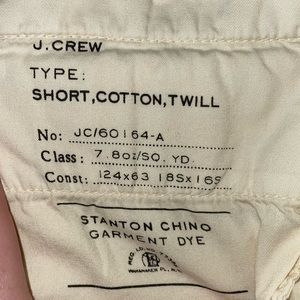 J.CREW
TYPE:
SHORT,COTTON,TWILL
No: JC/60164-A
Class: 7.8oz/SQ. YD.
Const: 124x63 18Sx16S
STANTON CHINO
GARMENT DYE